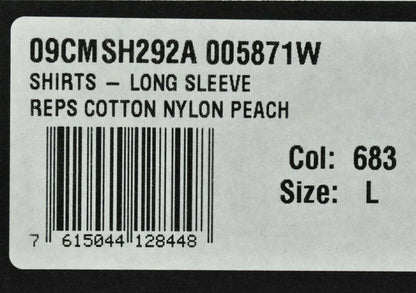 09CMSH292A 005871W
SHIRTS – LONG SLEEVE
REPS COTTON NYLON PEACH
Col: 683
Size: L
7 615044 128448